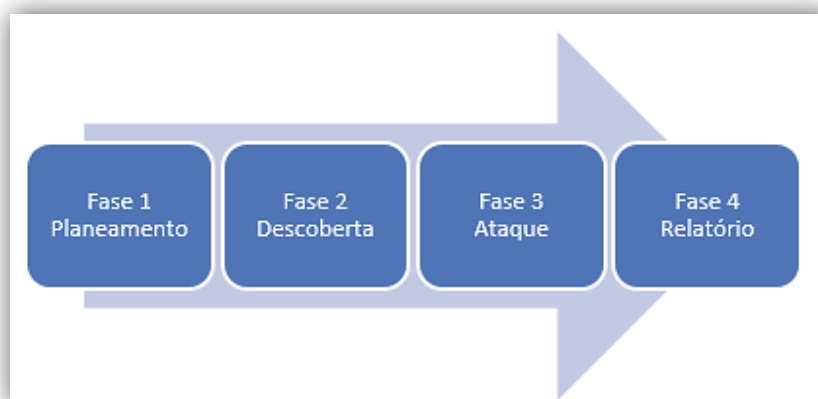 Fase 1
Planeamento
Fase 2
Descoberta
Fase 3
Ataque
Fase 4
Relatório